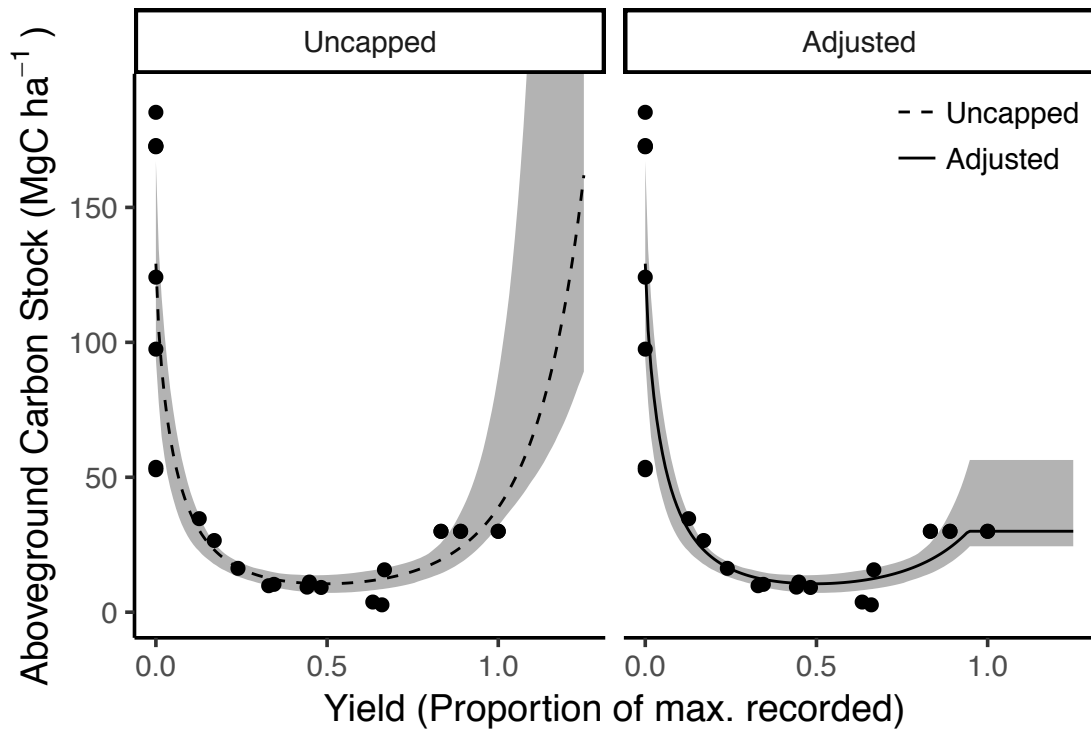 Uncapped
Adjusted
Aboveground Carbon Stock (MgC ha⁻¹)
150
100
50
0
Uncapped
Adjusted
0.0
0.5
1.0
0.0
0.5
1.0
Yield (Proportion of max. recorded)